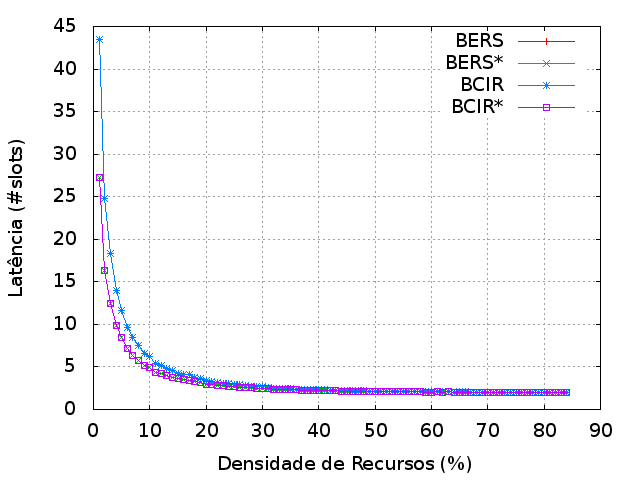 45
40
35
30
25
20
15
10
5
0
Latência (#slots)
BERS
BERS*
BCIR
BCIR*
0 10 20 30 40 50 60 70 80 90
Densidade de Recursos (%)